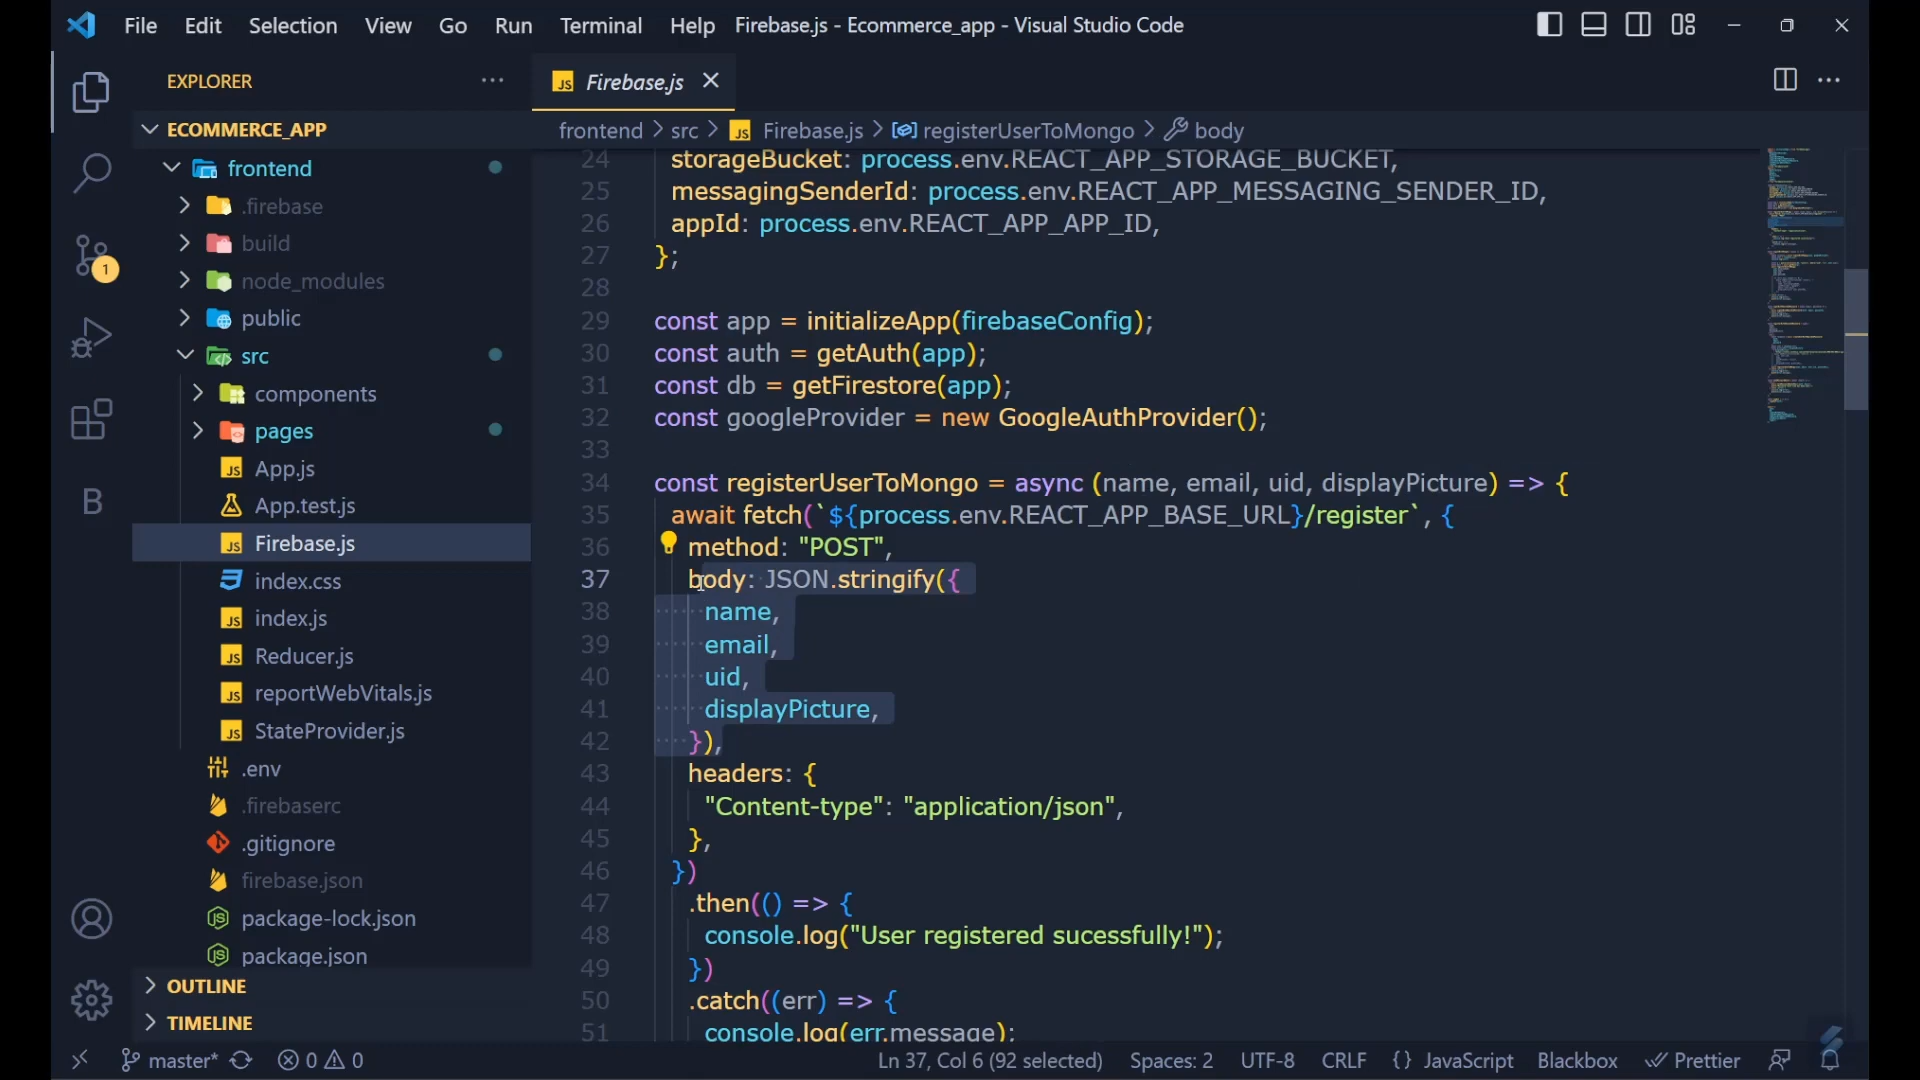 File Edit Selection View Go Run Terminal Help Firebase.js - Ecommerce_app - Visual Studio Code
EXPLORER
ECOMMERCE_APP
frontend
.firebase
build
node_modules
public
src
components
pages
App.js
App.test.js
Firebase.js
index.css
index.js
Reducer.js
reportWebVitals.js
StateProvider.js
.env
.firebaserc
.gitignore
firebase.json
package-lock.json
package.json
OUTLINE
TIMELINE
1
B
JS Firebase.js
frontend > src > JS Firebase.js > registerUserToMongo > body
24 storageBucket: process.env.REACT_APP_STORAGE_BUCKET,
25 messagingSenderId: process.env.REACT_APP_MESSAGING_SENDER_ID,
26 appId: process.env.REACT_APP_APP_ID,
27 };
28
29 const app = initializeApp(firebaseConfig);
30 const auth = getAuth(app);
31 const db = getFirestore(app);
32 const googleProvider = new GoogleAuthProvider();
33
34 const registerUserToMongo = async (name, email, uid, displayPicture) => {
35 await fetch(`${process.env.REACT_APP_BASE_URL}/register`, {
36 method: "POST",
37 body: JSON.stringify({
38 name,
39 email,
40 uid,
41 displayPicture,
42 }),
43 headers: {
44 "Content-type": "application/json",
45 },
46 })
47 .then(() => {
48 console.log("User registered sucessfully!");
49 })
50 .catch((err) => {
51 console.log(err.message);
master* 0 0 Ln 37, Col 6 (92 selected) Spaces: 2 UTF-8 CRLF {} JavaScript Blackbox Prettier